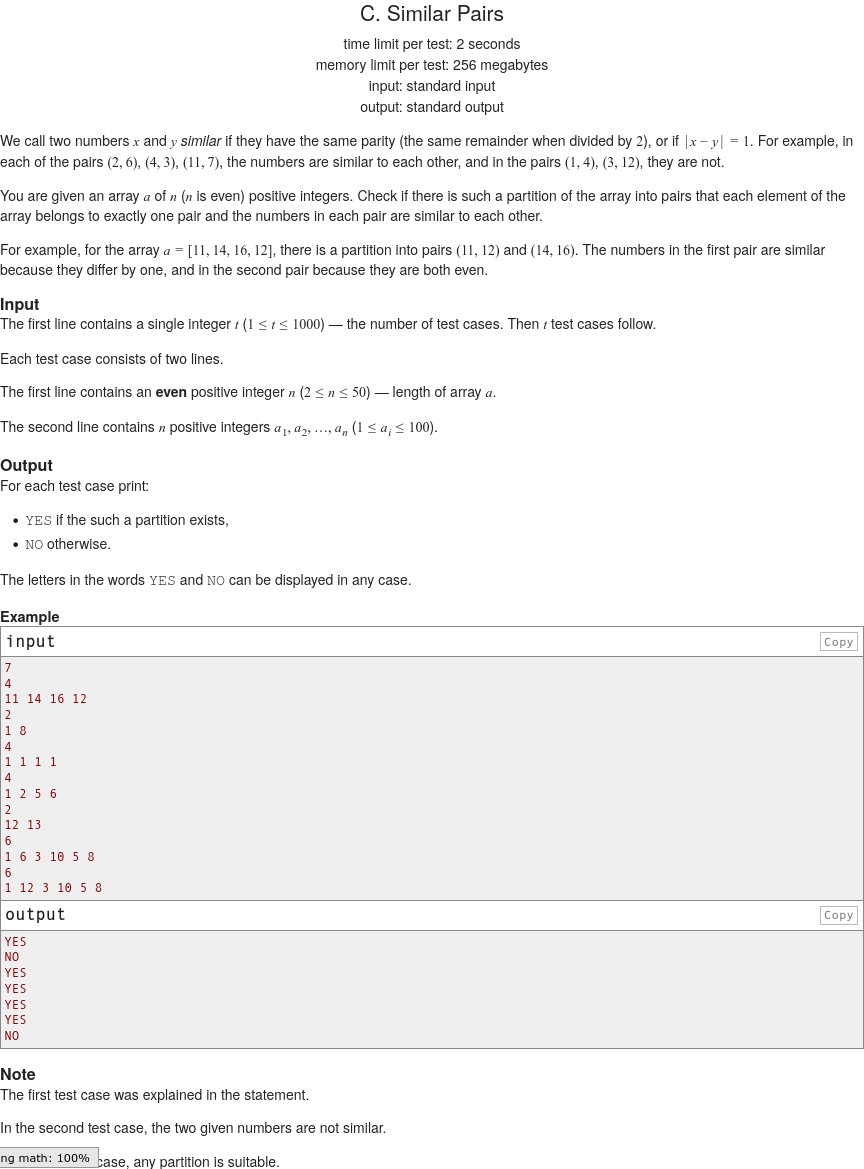 C. Similar Pairs
time limit per test: 2 seconds
memory limit per test: 256 megabytes
input: standard input
output: standard output
We call two numbers x and y similar if they have the same parity (the same remainder when divided by 2), or if |x − y| = 1. For example, in
each of the pairs (2, 6), (4, 3), (11, 7), the numbers are similar to each other, and in the pairs (1, 4), (3, 12), they are not.
You are given an array a of n (n is even) positive integers. Check if there is such a partition of the array into pairs that each element of the
array belongs to exactly one pair and the numbers in each pair are similar to each other.
For example, for the array a = [11, 14, 16, 12], there is a partition into pairs (11, 12) and (14, 16). The numbers in the first pair are similar
because they differ by one, and in the second pair because they are both even.
Input
The first line contains a single integer t (1 ≤ t ≤ 1000) — the number of test cases. Then t test cases follow.
Each test case consists of two lines.
The first line contains an even positive integer n (2 ≤ n ≤ 50) — length of array a.
The second line contains n positive integers a1, a2, …, an (1 ≤ ai ≤ 100).
Output
For each test case print:
• YES if the such a partition exists,
• NO otherwise.
The letters in the words YES and NO can be displayed in any case.
Example
input Copy
7
4
11 14 16 12
2
1 8
4
1 1 1 1
4
1 2 5 6
2
12 13
6
1 6 3 10 5 8
6
1 12 3 10 5 8
output Copy
YES
NO
YES
YES
YES
YES
NO
Note
The first test case was explained in the statement.
In the second test case, the two given numbers are not similar.
ng math: 100% case, any partition is suitable.